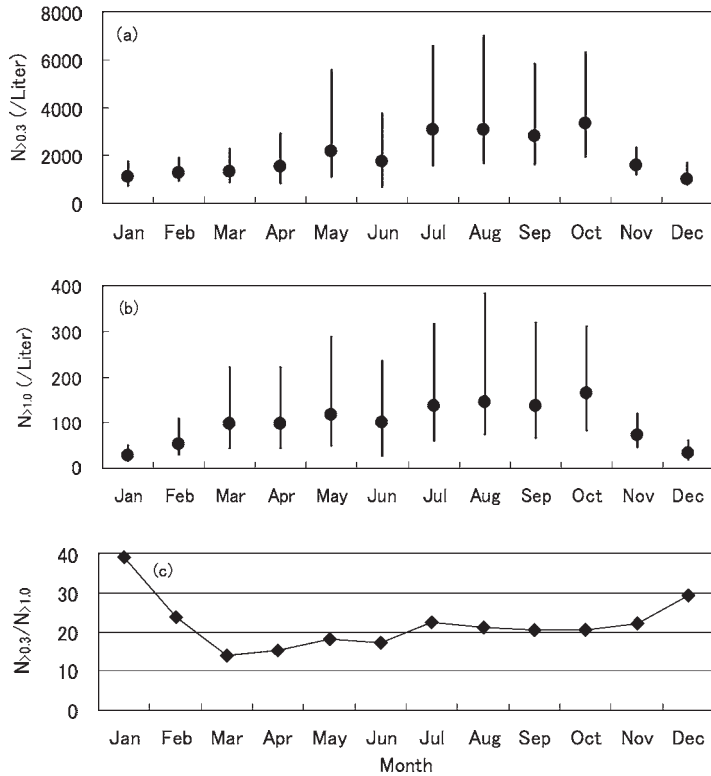 (a)
N>0.3 (/Liter)
8000
6000
4000
2000
0
Jan Feb Mar Apr May Jun Jul Aug Sep Oct Nov Dec
(b)
N>1.0 (/Liter)
400
300
200
100
0
Jan Feb Mar Apr May Jun Jul Aug Sep Oct Nov Dec
(c)
N>0.3/N>1.0
40
30
20
10
0
Jan Feb Mar Apr May Jun Jul Aug Sep Oct Nov Dec
Month